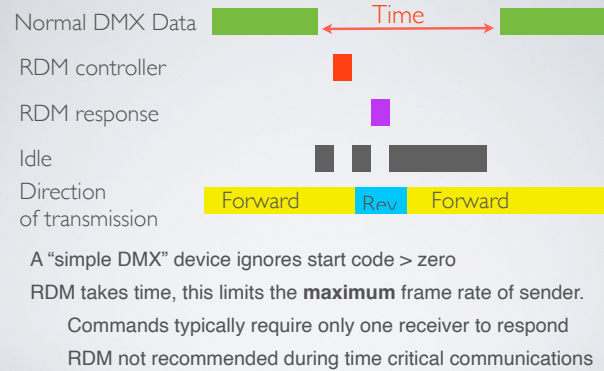 Normal DMX Data
Time
RDM controller
RDM response
Idle
Direction
of transmission
Forward
Rev
Forward
A “simple DMX” device ignores start code > zero
RDM takes time, this limits the maximum frame rate of sender.
Commands typically require only one receiver to respond
RDM not recommended during time critical communications